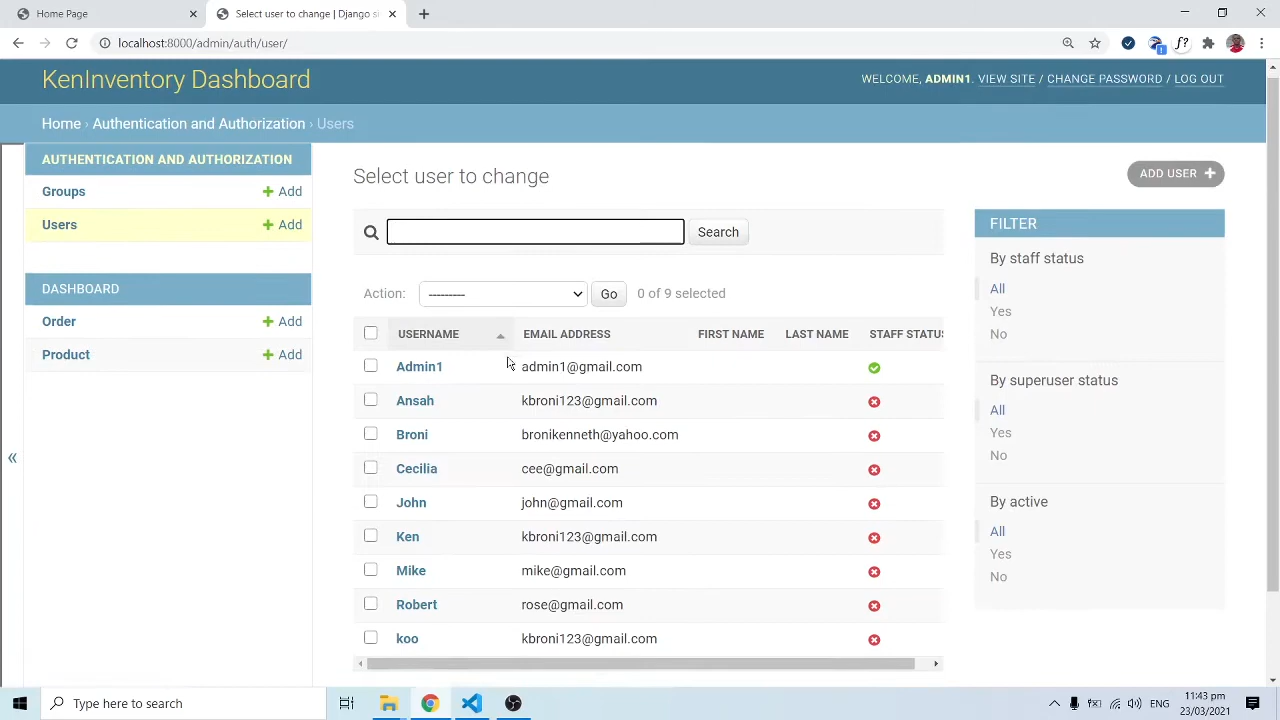 Home Page
Select user to change | Django si
localhost:8000/admin/auth/user/
KenInventory Dashboard
WELCOME, ADMIN1. VIEW SITE / CHANGE PASSWORD / LOG OUT
Home › Authentication and Authorization › Users
AUTHENTICATION AND AUTHORIZATION
Groups Add
Users Add
DASHBOARD
Order Add
Product Add
«
Select user to change
ADD USER
Search
Action: --------- Go 0 of 9 selected
USERNAME EMAIL ADDRESS FIRST NAME LAST NAME STAFF STATUS
Admin1 admin1@gmail.com
Ansah kbroni123@gmail.com
Broni bronikenneth@yahoo.com
Cecilia cee@gmail.com
John john@gmail.com
Ken kbroni123@gmail.com
Mike mike@gmail.com
Robert rose@gmail.com
koo kbroni123@gmail.com
FILTER
By staff status
All
Yes
No
By superuser status
All
Yes
No
By active
All
Yes
No
Type here to search
ENG
11:43 pm
23/03/2021